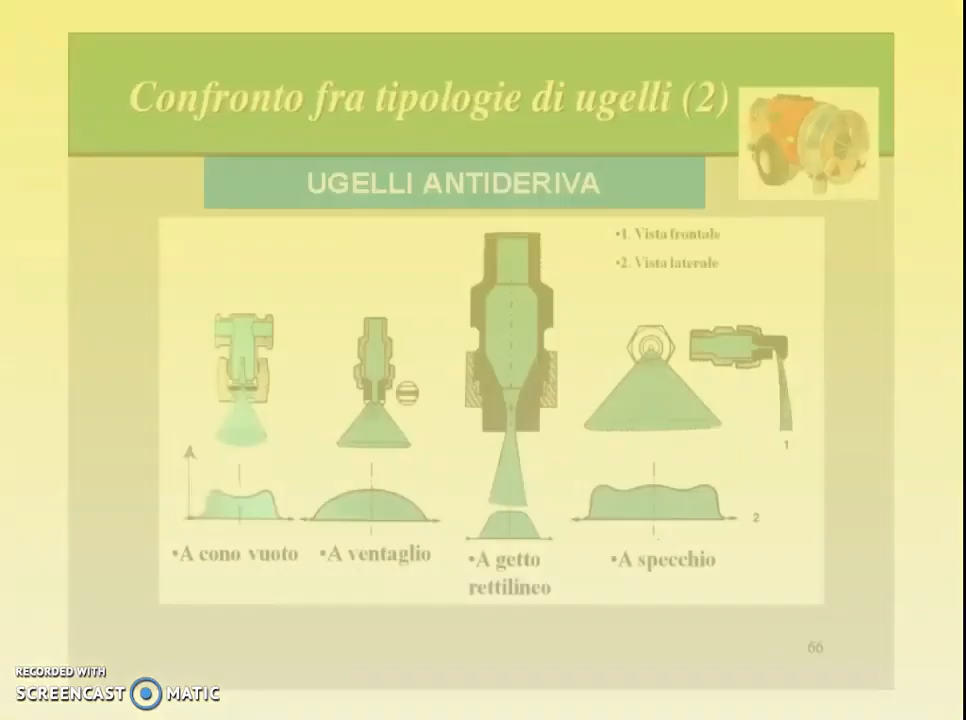 Confronto fra tipologie di ugelli (2)
UGELLI ANTIDERIVA
•1. Vista frontale
•2. Vista laterale
1
2
•A cono vuoto
•A ventaglio
•A getto
rettilineo
•A specchio
66
RECORDED WITH
SCREENCAST MATIC